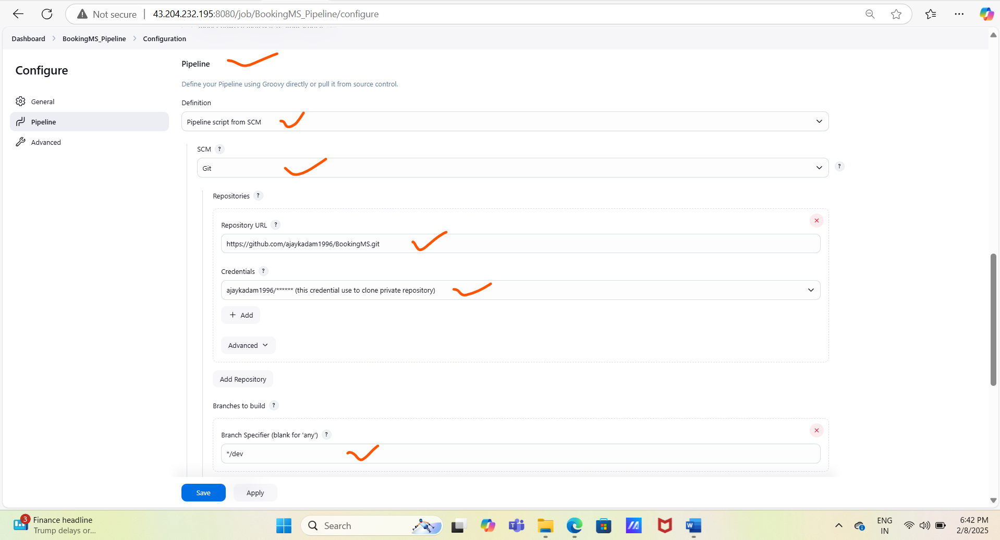 Not secure
43.204.232.195:8080/job/BookingMS_Pipeline/configure
Dashboard > BookingMS_Pipeline > Configuration
Configure
General
Pipeline
Advanced
Pipeline
Define your Pipeline using Groovy directly or pull it from source control.
Definition
Pipeline script from SCM
SCM ?
Git
?
Repositories ?
Repository URL ?
https://github.com/ajaykadam1996/BookingMS.git
Credentials ?
ajaykadam1996/****** (this credential use to clone private repository)
+ Add
Advanced
Add Repository
Branches to build ?
Branch Specifier (blank for 'any') ?
*/dev
Save
Apply
3
Finance headline
Trump delays or...
Search
ENG
IN
6:42 PM
2/8/2025